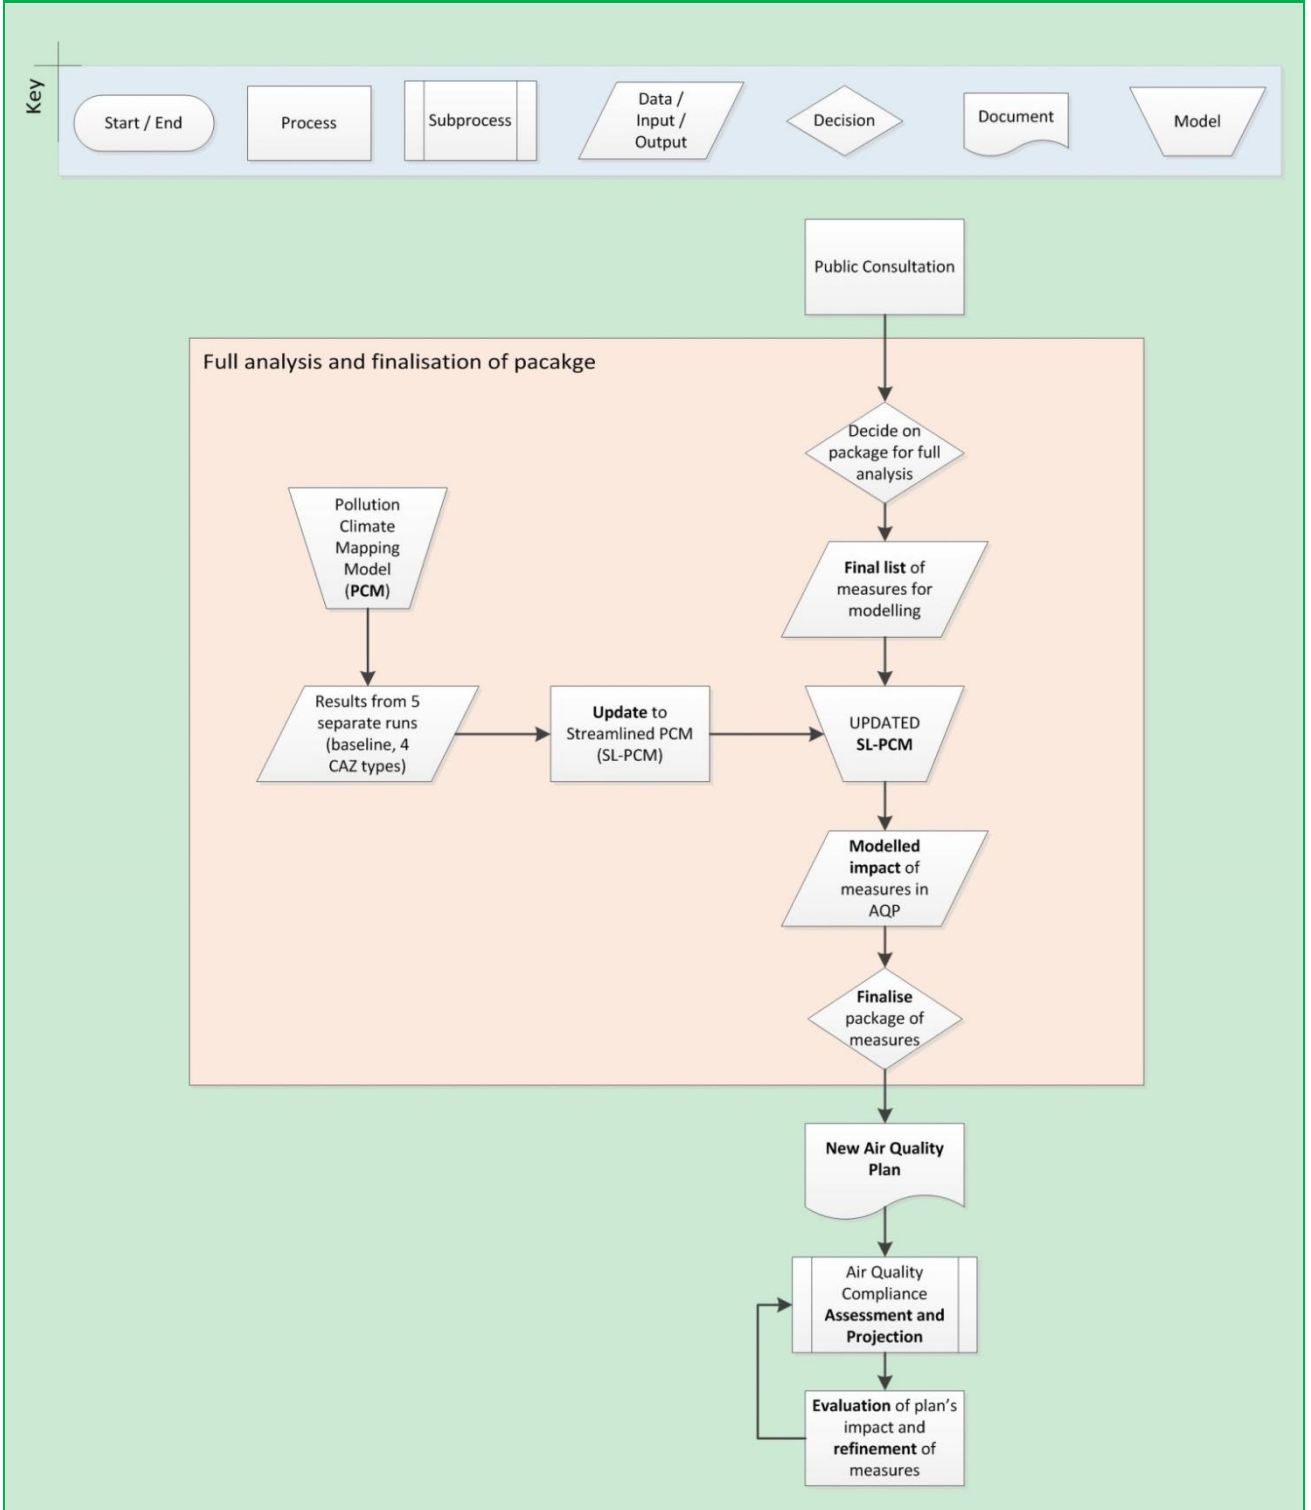 Key
Start / End
Process
Subprocess
Data /
Input /
Output
Decision
Document
Model
Public Consultation
Full analysis and finalisation of pacakge
Decide on
package for full
analysis
Pollution
Climate
Mapping
Model
(PCM)
Final list of
measures for
modelling
Results from 5
separate runs
(baseline, 4
CAZ types)
Update to
Streamlined PCM
(SL-PCM)
UPDATED
SL-PCM
Modelled
impact of
measures in
AQP
Finalise
package of
measures
New Air Quality
Plan
Air Quality
Compliance
Assessment and
Projection
Evaluation of plan's
impact and
refinement of
measures